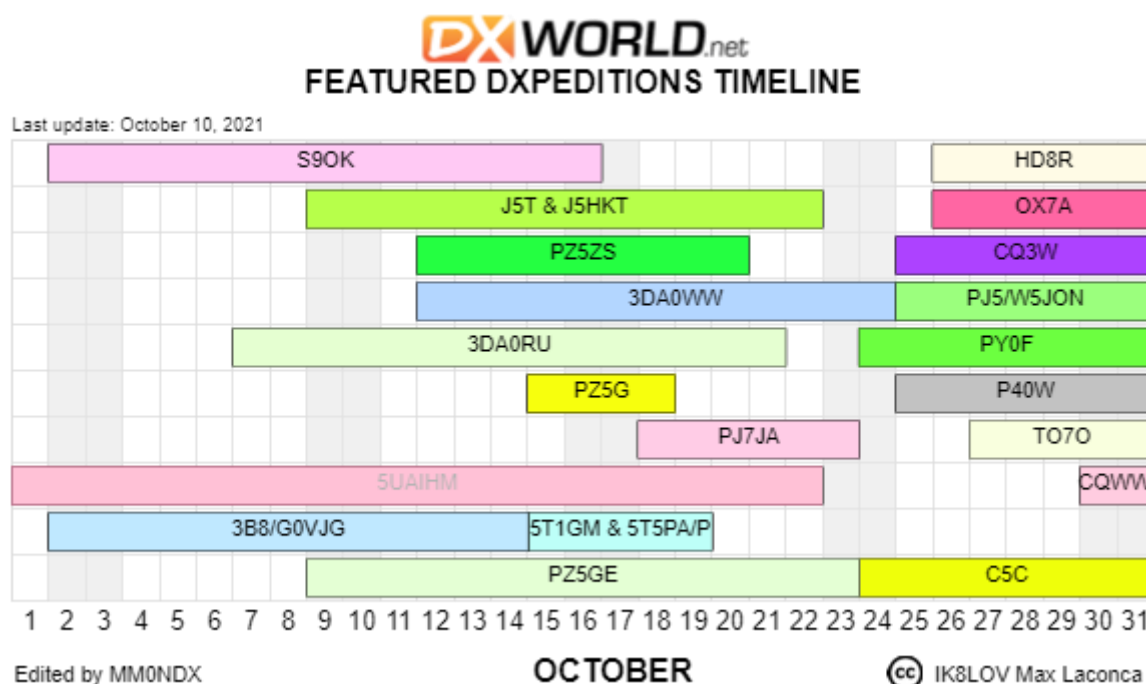 DX WORLD.net
FEATURED DXPEDITIONS TIMELINE
Last update: October 10, 2021
S9OK HD8R
J5T & J5HKT OX7A
PZ5ZS CQ3W
3DA0WW PJ5/W5JON
3DA0RU PY0F
PZ5G P40W
PJ7JA TO7O
5UAIHM CQWW
3B8/G0VJG 5T1GM & 5T5PA/P
PZ5GE C5C
1 2 3 4 5 6 7 8 9 10 11 12 13 14 15 16 17 18 19 20 21 22 23 24 25 26 27 28 29 30 31
Edited by MM0NDX OCTOBER cc IK8LOV Max Laconca